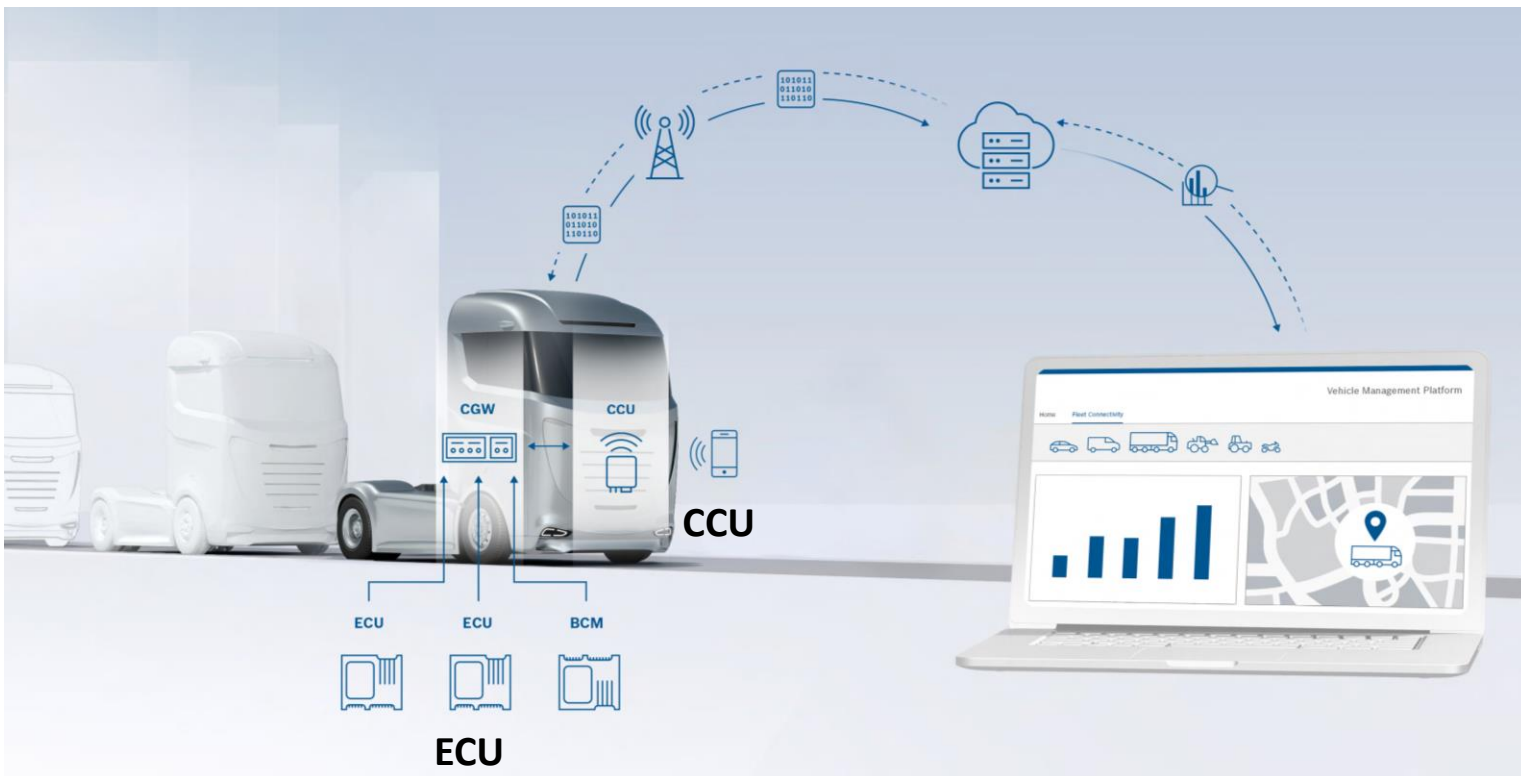 101011
011010
110110
101011
011010
110110
Vehicle Management Platform
Home Fleet Connectivity
CGW
CCU
CCU
ECU
ECU
BCM
ECU